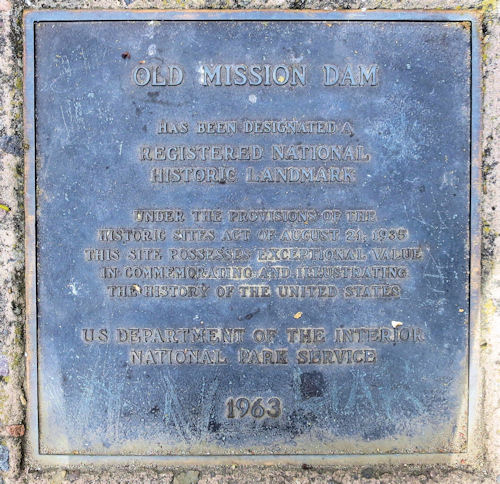 OLD MISSION DAM
HAS BEEN DESIGNATED A
REGISTERED NATIONAL
HISTORIC LANDMARK
UNDER THE PROVISIONS OF THE
HISTORIC SITES ACT OF AUGUST 21, 1935
THIS SITE POSSESSES EXCEPTIONAL VALUE
IN COMMEMORATING AND ILLUSTRATING
THE HISTORY OF THE UNITED STATES
US DEPARTMENT OF THE INTERIOR
NATIONAL PARK SERVICE
1963